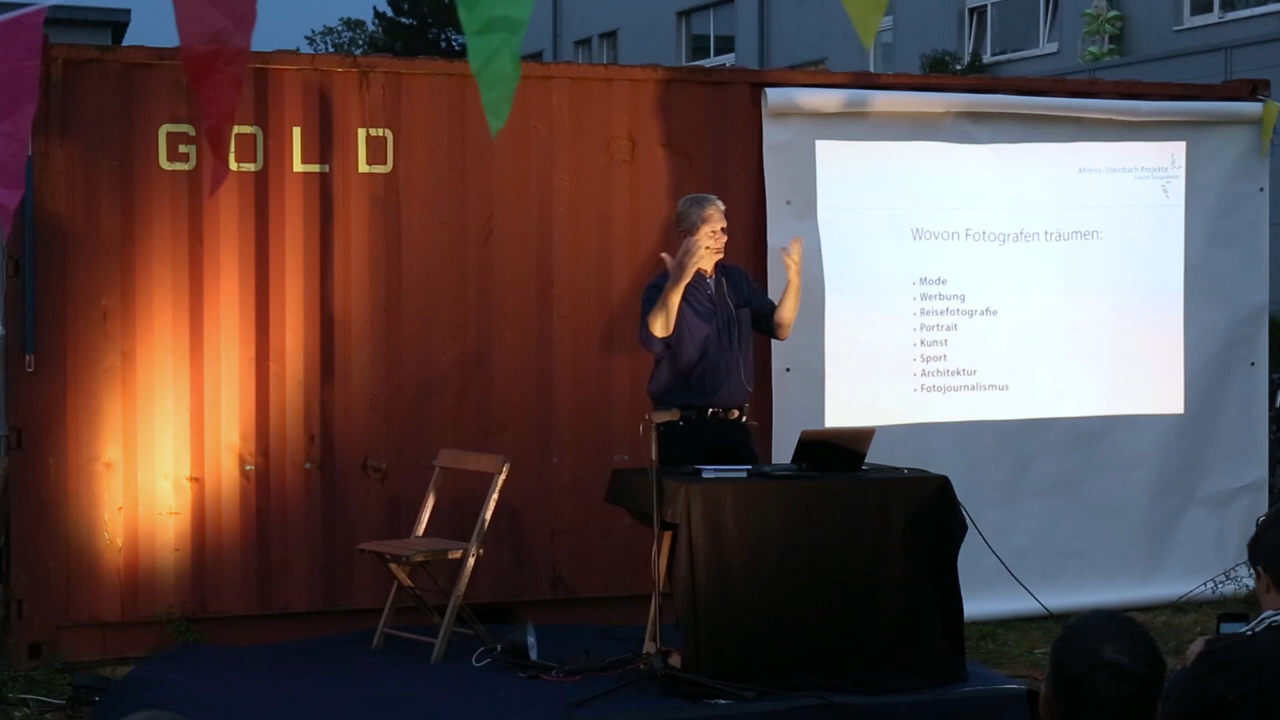 GOLD
Ahrens+Steinbach Projekte
Wovon Fotografen träumen:
• Mode
• Werbung
• Reisefotografie
• Portrait
• Kunst
• Sport
• Architektur
• Fotojournalismus